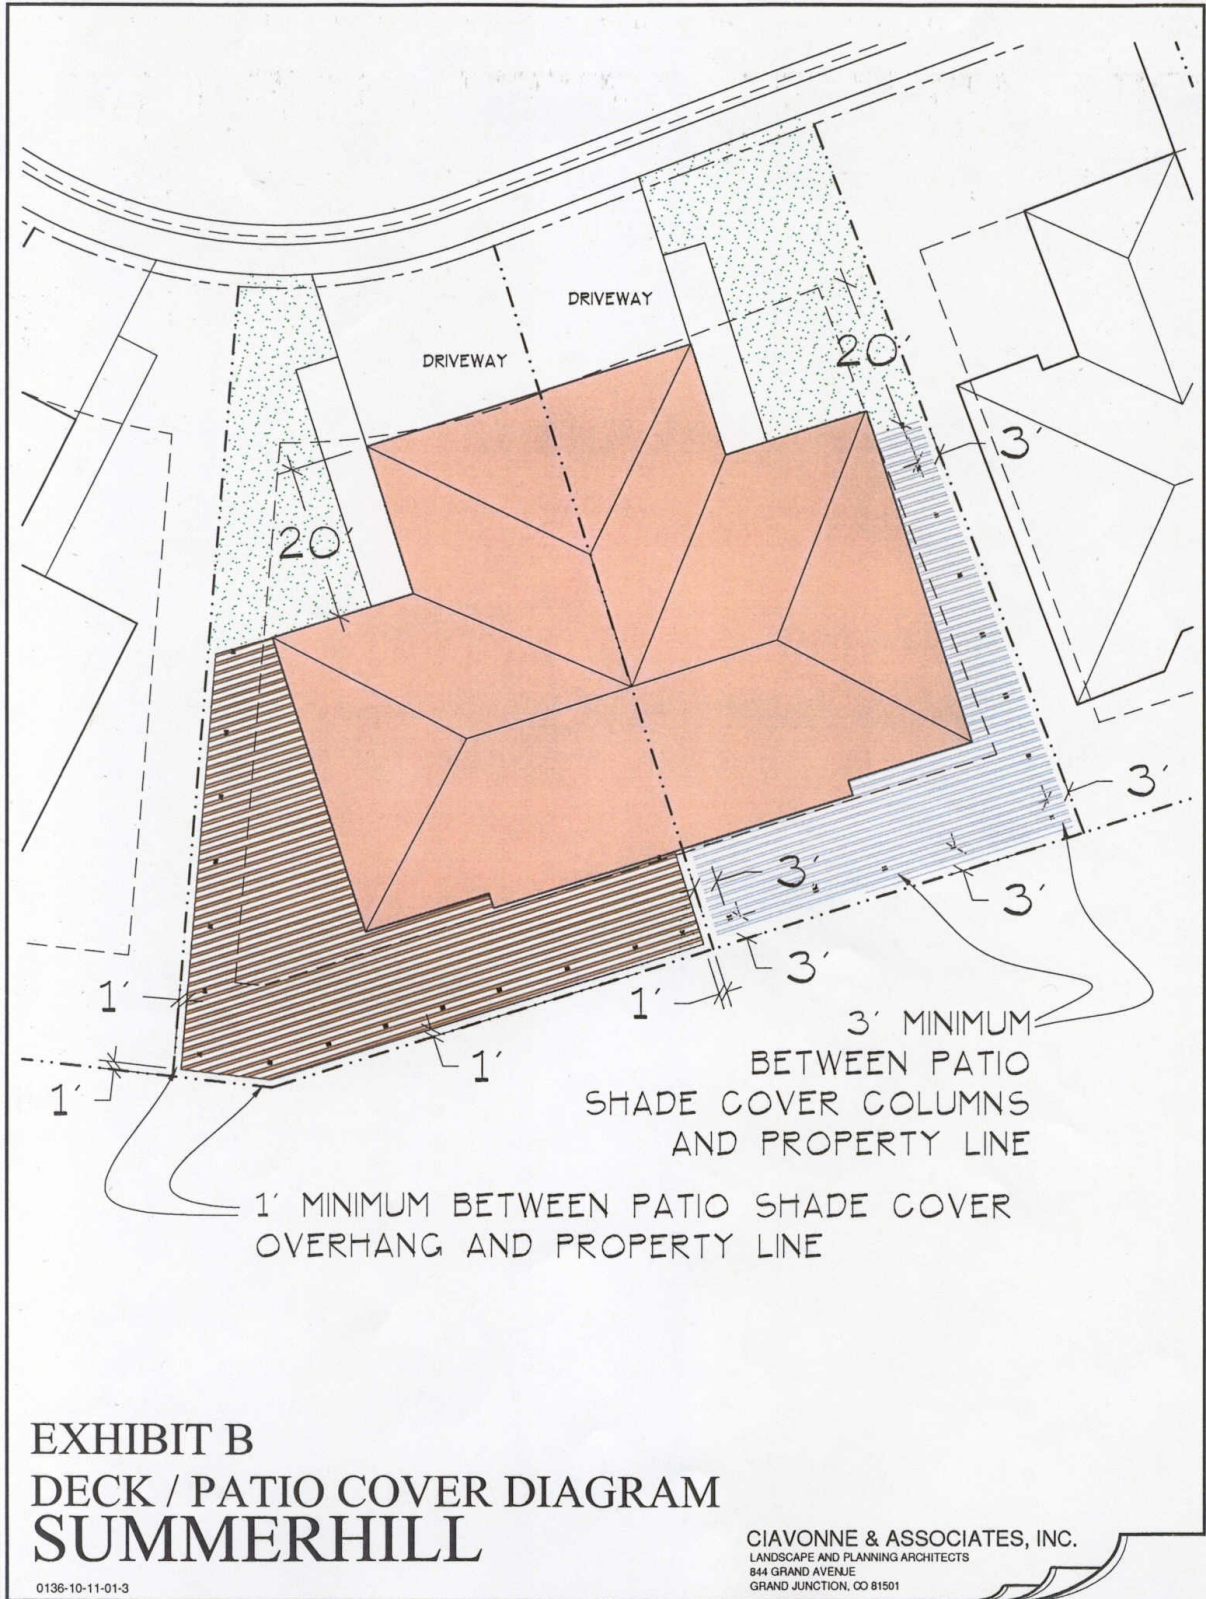 DRIVEWAY
DRIVEWAY
20′
3′
20′
3′
3′
3′
3′
1′
1′
1′
1′
3′ MINIMUM
BETWEEN PATIO
SHADE COVER COLUMNS
AND PROPERTY LINE
1′ MINIMUM BETWEEN PATIO SHADE COVER
OVERHANG AND PROPERTY LINE
EXHIBIT B
DECK / PATIO COVER DIAGRAM
SUMMERHILL
0136-10-11-01-3
CIAVONNE & ASSOCIATES, INC.
LANDSCAPE AND PLANNING ARCHITECTS
844 GRAND AVENUE
GRAND JUNCTION, CO 81501